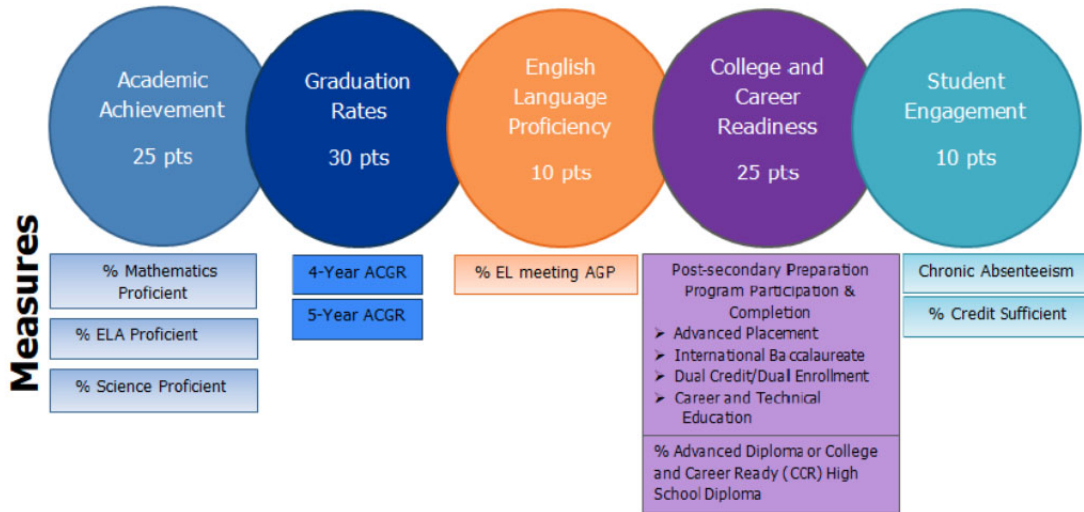 Academic
Achievement
25 pts
Graduation
Rates
30 pts
English
Language
Proficiency
10 pts
College and
Career
Readiness
25 pts
Student
Engagement
10 pts
Measures
% Mathematics
Proficient
% ELA Proficient
% Science Proficient
4-Year ACGR
5-Year ACGR
% EL meeting AGP
Post-secondary Preparation
Program Participation &
Completion
➢ Advanced Placement
➢ International Baccalaureate
➢ Dual Credit/Dual Enrollment
➢ Career and Technical
Education
% Advanced Diploma or College
and Career Ready (CCR) High
School Diploma
Chronic Absenteeism
% Credit Sufficient